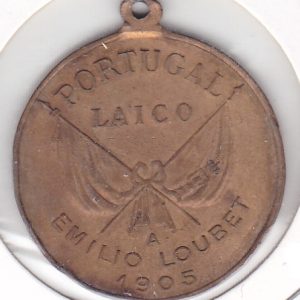 PORTUGAL
LAICO
A
EMILIO LOUBET
1905